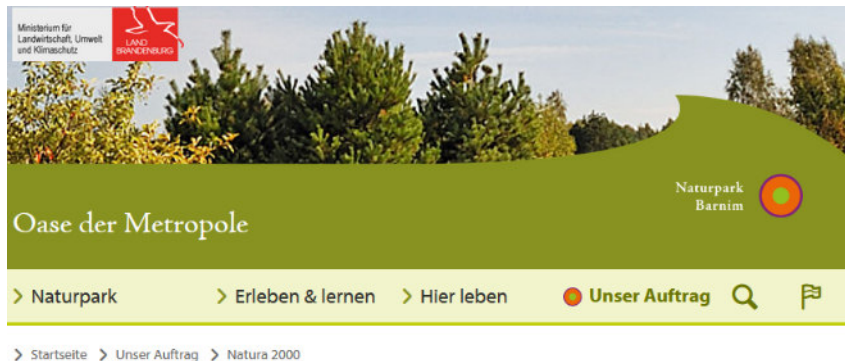 Ministerium für
Landwirtschaft, Umwelt
und Klimaschutz
LAND
BRANDENBURG
Naturpark
Barnim
Oase der Metropole
Naturpark
Erleben & lernen
Hier leben
Unser Auftrag
Startseite
Unser Auftrag
Natura 2000